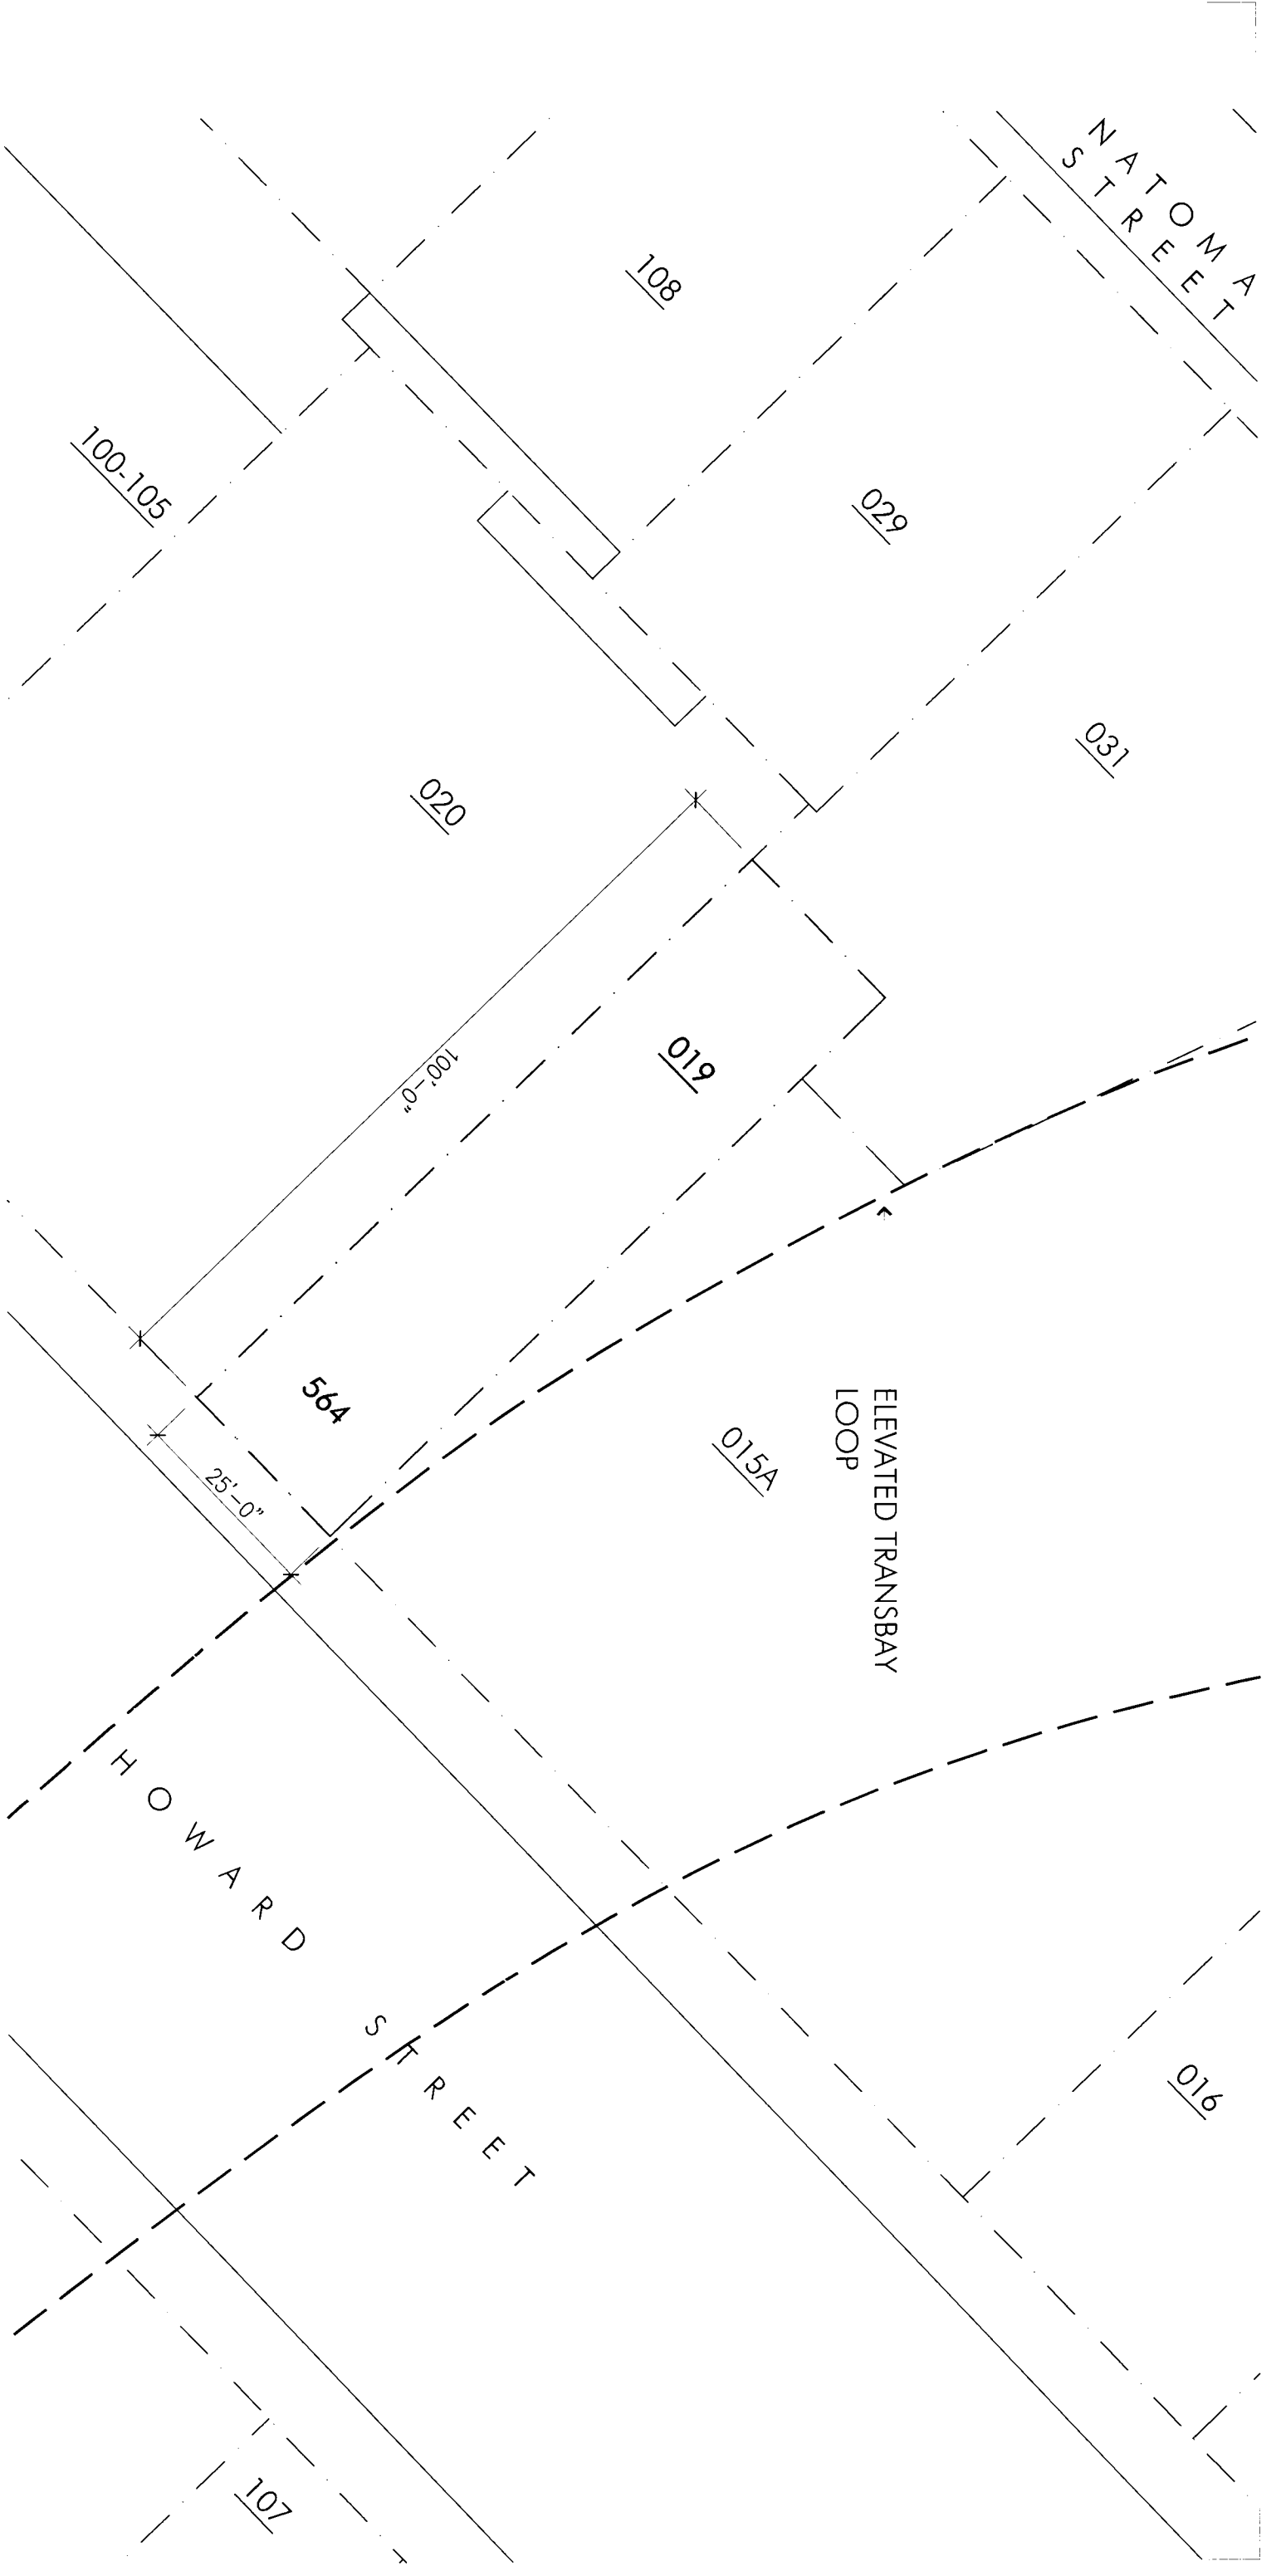 NATOMA
STREET
108
100-105
029
031
020
019
100'-0"
564
25'-0"
015A
ELEVATED TRANSBAY
LOOP
HOWARD STREET
016
107